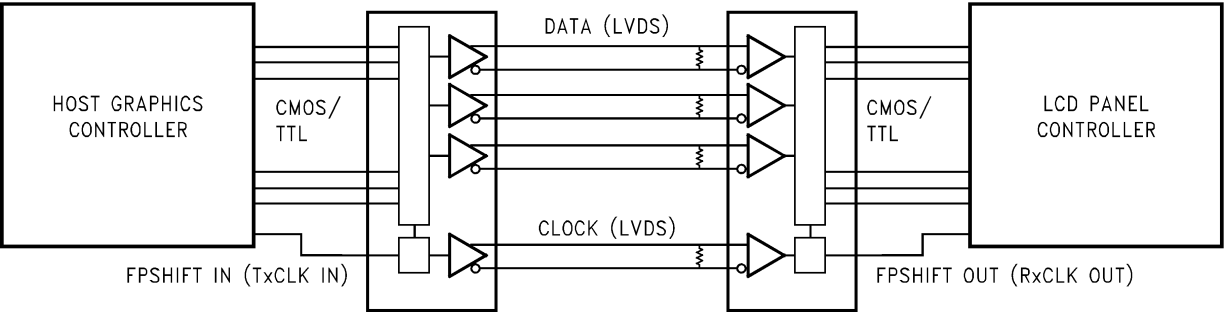 HOST GRAPHICS
CONTROLLER
CMOS/
TTL
DATA (LVDS)
CLOCK (LVDS)
FPSHIFT IN (TxCLK IN)
CMOS/
TTL
LCD PANEL
CONTROLLER
FPSHIFT OUT (RxCLK OUT)